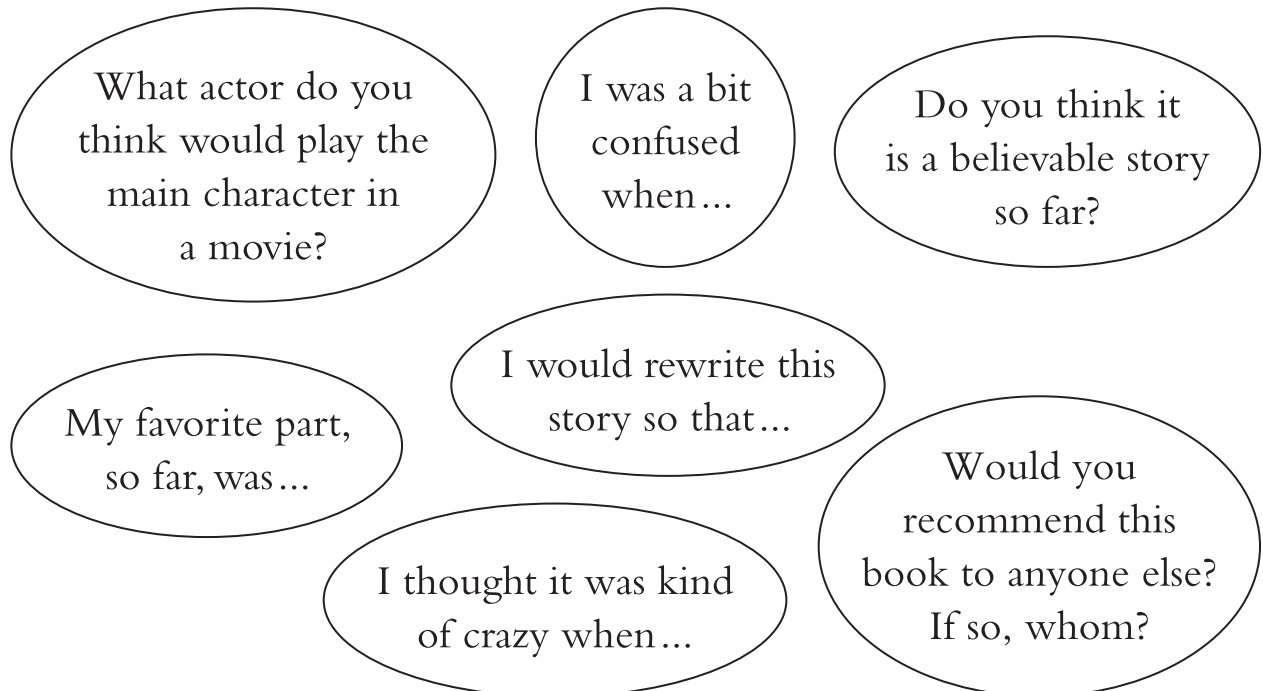 What actor do you
think would play the
main character in
a movie?
I was a bit
confused
when...
Do you think it
is a believable story
so far?
My favorite part,
so far, was...
I would rewrite this
story so that...
I thought it was kind
of crazy when...
Would you
recommend this
book to anyone else?
If so, whom?